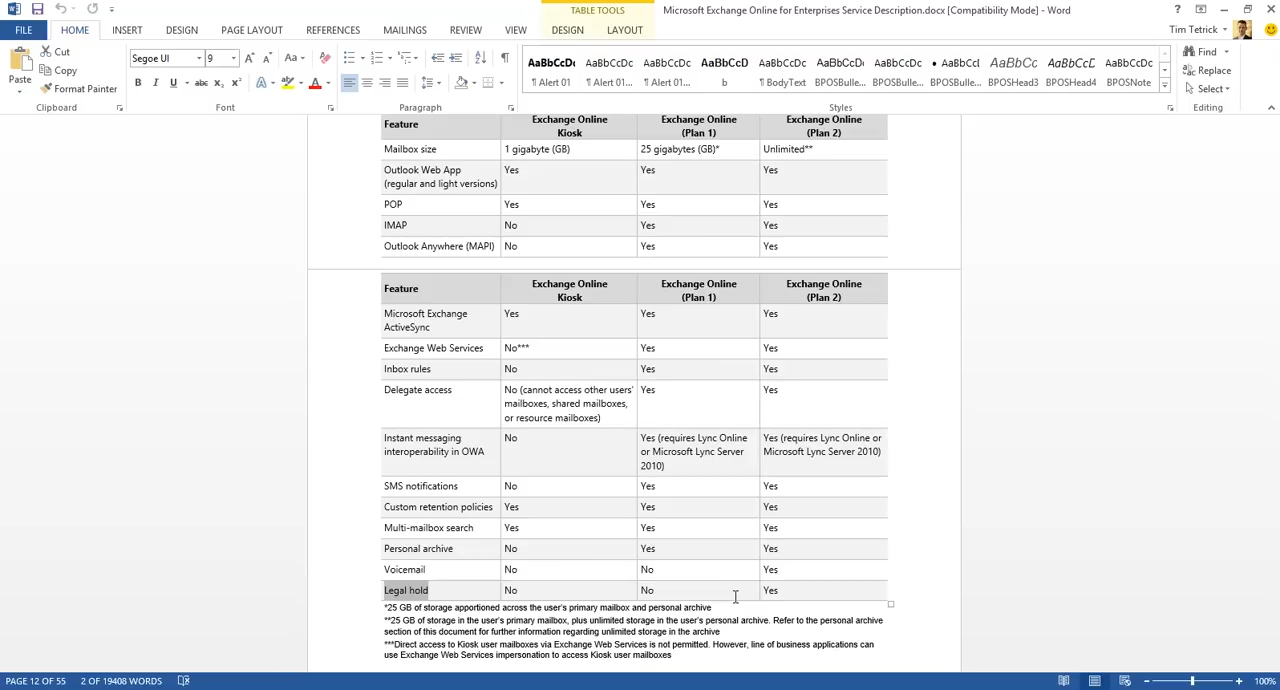 TABLE TOOLS
Microsoft Exchange Online for Enterprises Service Description.docx [Compatibility Mode] - Word
FILE HOME INSERT DESIGN PAGE LAYOUT REFERENCES MAILINGS REVIEW VIEW DESIGN LAYOUT Tim Tetrick
Paste
Cut
Copy
Format Painter
Clipboard
Segoe UI 9
Font
Paragraph
AaBbCcDc AaBbCcDc AaBbCcDc AaBbCcD AaBbCcDc AaBbCcDc AaBbCcDc • AaBbCcI AaBbCc AaBbCcD AaBbCcDc
¶ Alert 01 ¶ Alert 01... ¶ Alert 01... b ¶ BodyText BPOSBulle... BPOSBulle... BPOSBulle... BPOSHead3 BPOSHead4 BPOSNote
Styles
Find
Replace
Select
Editing
Feature Exchange Online Kiosk Exchange Online (Plan 1) Exchange Online (Plan 2)
Mailbox size 1 gigabyte (GB) 25 gigabytes (GB)* Unlimited**
Outlook Web App (regular and light versions) Yes Yes Yes
POP Yes Yes Yes
IMAP No Yes Yes
Outlook Anywhere (MAPI) No Yes Yes
Feature Exchange Online Kiosk Exchange Online (Plan 1) Exchange Online (Plan 2)
Microsoft Exchange ActiveSync Yes Yes Yes
Exchange Web Services No*** Yes Yes
Inbox rules No Yes Yes
Delegate access No (cannot access other users' mailboxes, shared mailboxes, or resource mailboxes) Yes Yes
Instant messaging interoperability in OWA No Yes (requires Lync Online or Microsoft Lync Server 2010) Yes (requires Lync Online or Microsoft Lync Server 2010)
SMS notifications No Yes Yes
Custom retention policies Yes Yes Yes
Multi-mailbox search Yes Yes Yes
Personal archive No Yes Yes
Voicemail No No Yes
Legal hold No No Yes
*25 GB of storage apportioned across the user's primary mailbox and personal archive
**25 GB of storage in the user's primary mailbox, plus unlimited storage in the user's personal archive. Refer to the personal archive
section of this document for further information regarding unlimited storage in the archive
***Direct access to Kiosk user mailboxes via Exchange Web Services is not permitted. However, line of business applications can
use Exchange Web Services impersonation to access Kiosk user mailboxes
PAGE 12 OF 55 2 OF 19408 WORDS 100%